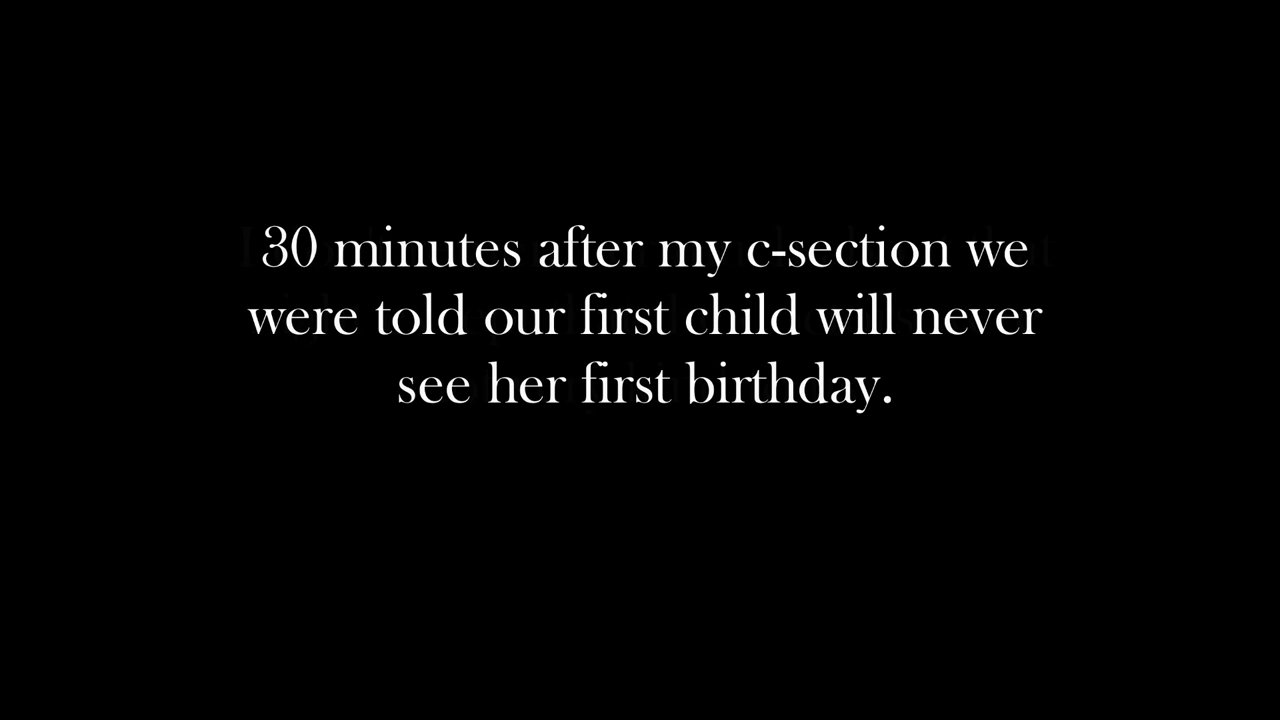 30 minutes after my c-section we
were told our first child will never
see her first birthday.